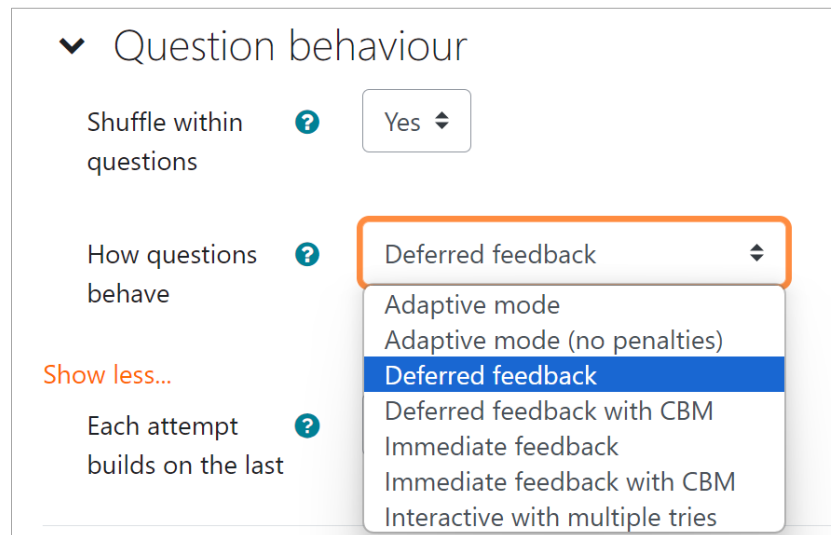 Question behaviour
Shuffle within
questions
Yes
How questions
behave
Deferred feedback
Adaptive mode
Adaptive mode (no penalties)
Deferred feedback
Deferred feedback with CBM
Immediate feedback
Immediate feedback with CBM
Interactive with multiple tries
Show less...
Each attempt
builds on the last